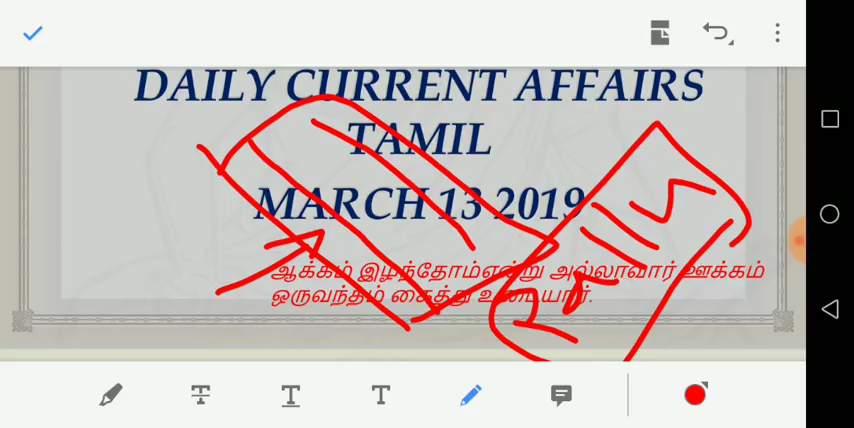 DAILY CURRENT AFFAIRS
TAMIL
MARCH 13 2019
ஆக்கம் இழந்தோம்என்று அல்லாவார் ஊக்கம்
ஒருவந்தம் கைத்து உடையார்.